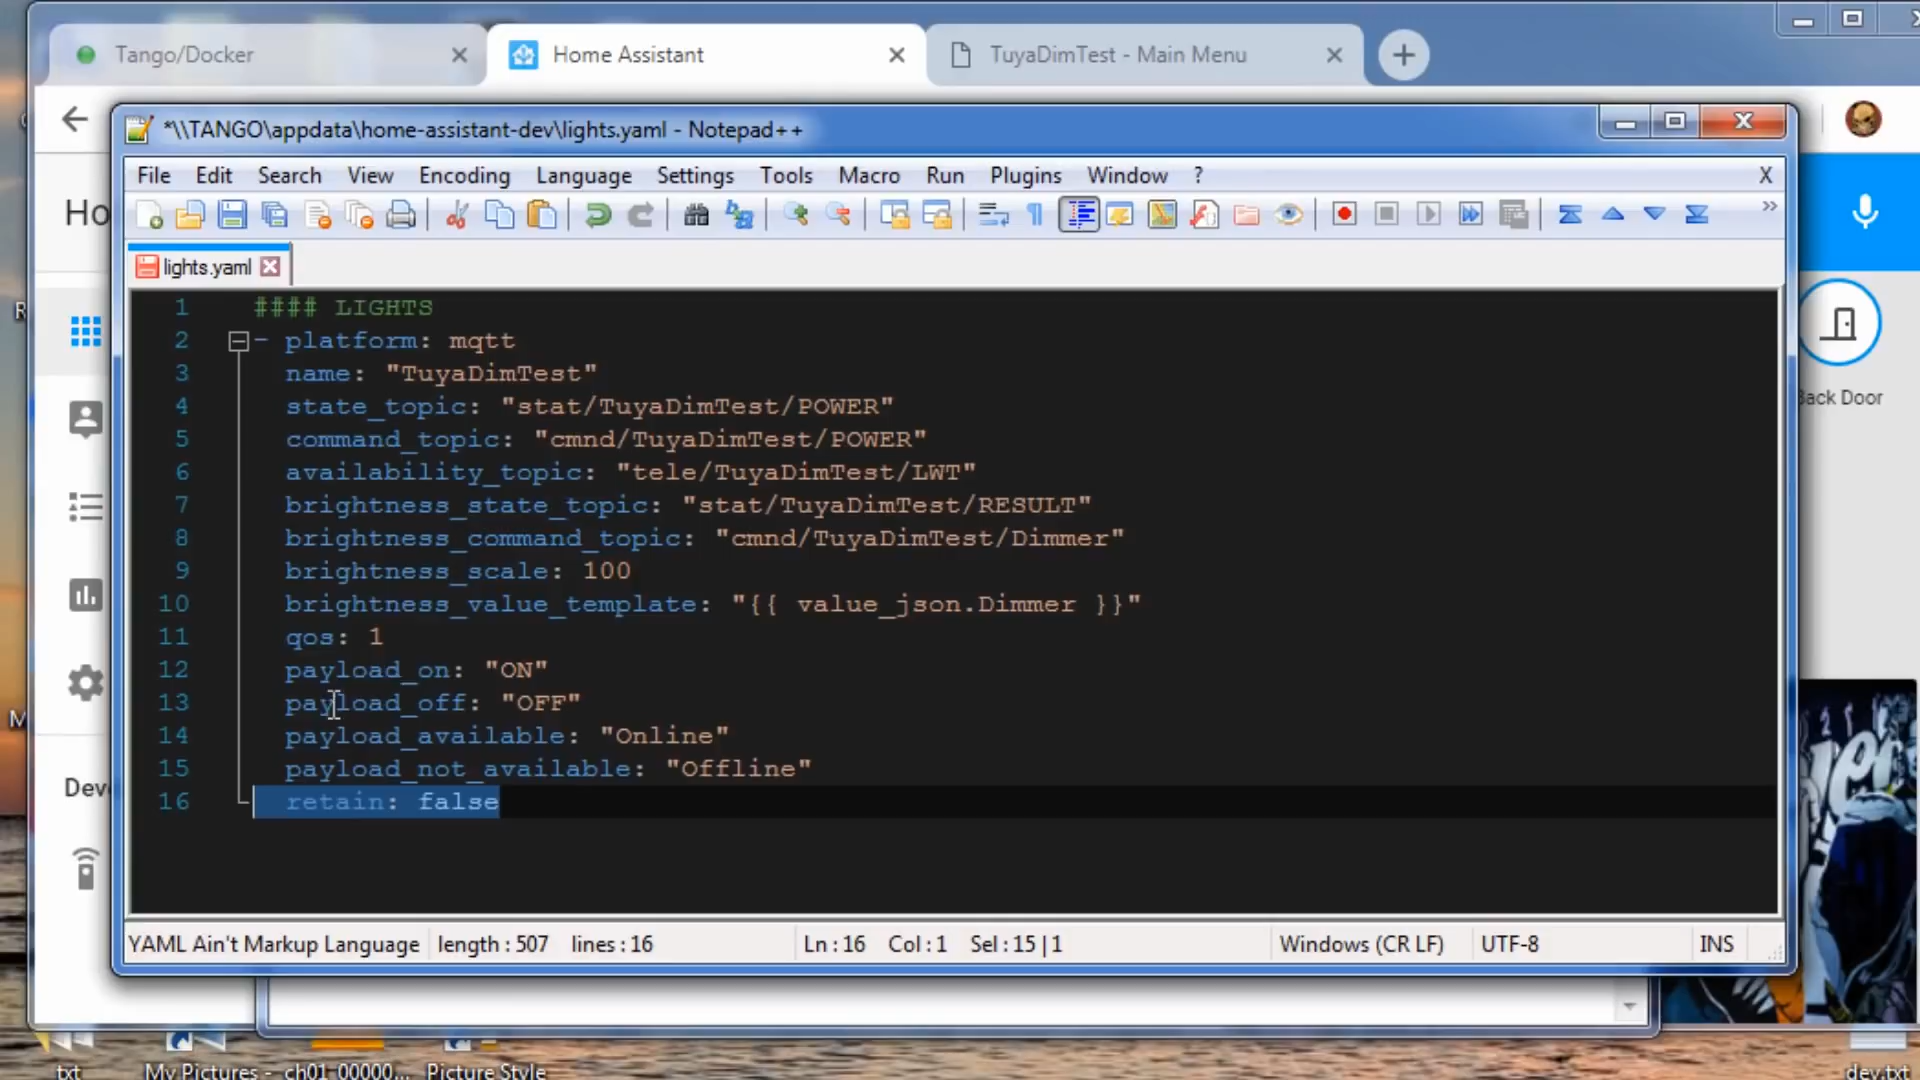 Tango/Docker
Home Assistant
TuyaDimTest - Main Menu
*\\TANGO\appdata\home-assistant-dev\lights.yaml - Notepad++
File Edit Search View Encoding Language Settings Tools Macro Run Plugins Window ? X
Ho
lights.yaml
1 #### LIGHTS
2 - platform: mqtt
3 name: "TuyaDimTest"
4 state_topic: "stat/TuyaDimTest/POWER"
5 command_topic: "cmnd/TuyaDimTest/POWER"
6 availability_topic: "tele/TuyaDimTest/LWT"
7 brightness_state_topic: "stat/TuyaDimTest/RESULT"
8 brightness_command_topic: "cmnd/TuyaDimTest/Dimmer"
9 brightness_scale: 100
10 brightness_value_template: "{{ value_json.Dimmer }}"
11 qos: 1
12 payload_on: "ON"
13 payload_off: "OFF"
14 payload_available: "Online"
15 payload_not_available: "Offline"
16 retain: false
Back Door
Dev
YAML Ain't Markup Language length : 507 lines : 16 Ln : 16 Col : 1 Sel : 15 | 1 Windows (CR LF) UTF-8 INS
txt
My Pictures -
ch01_00000...
Picture Style
dev.txt